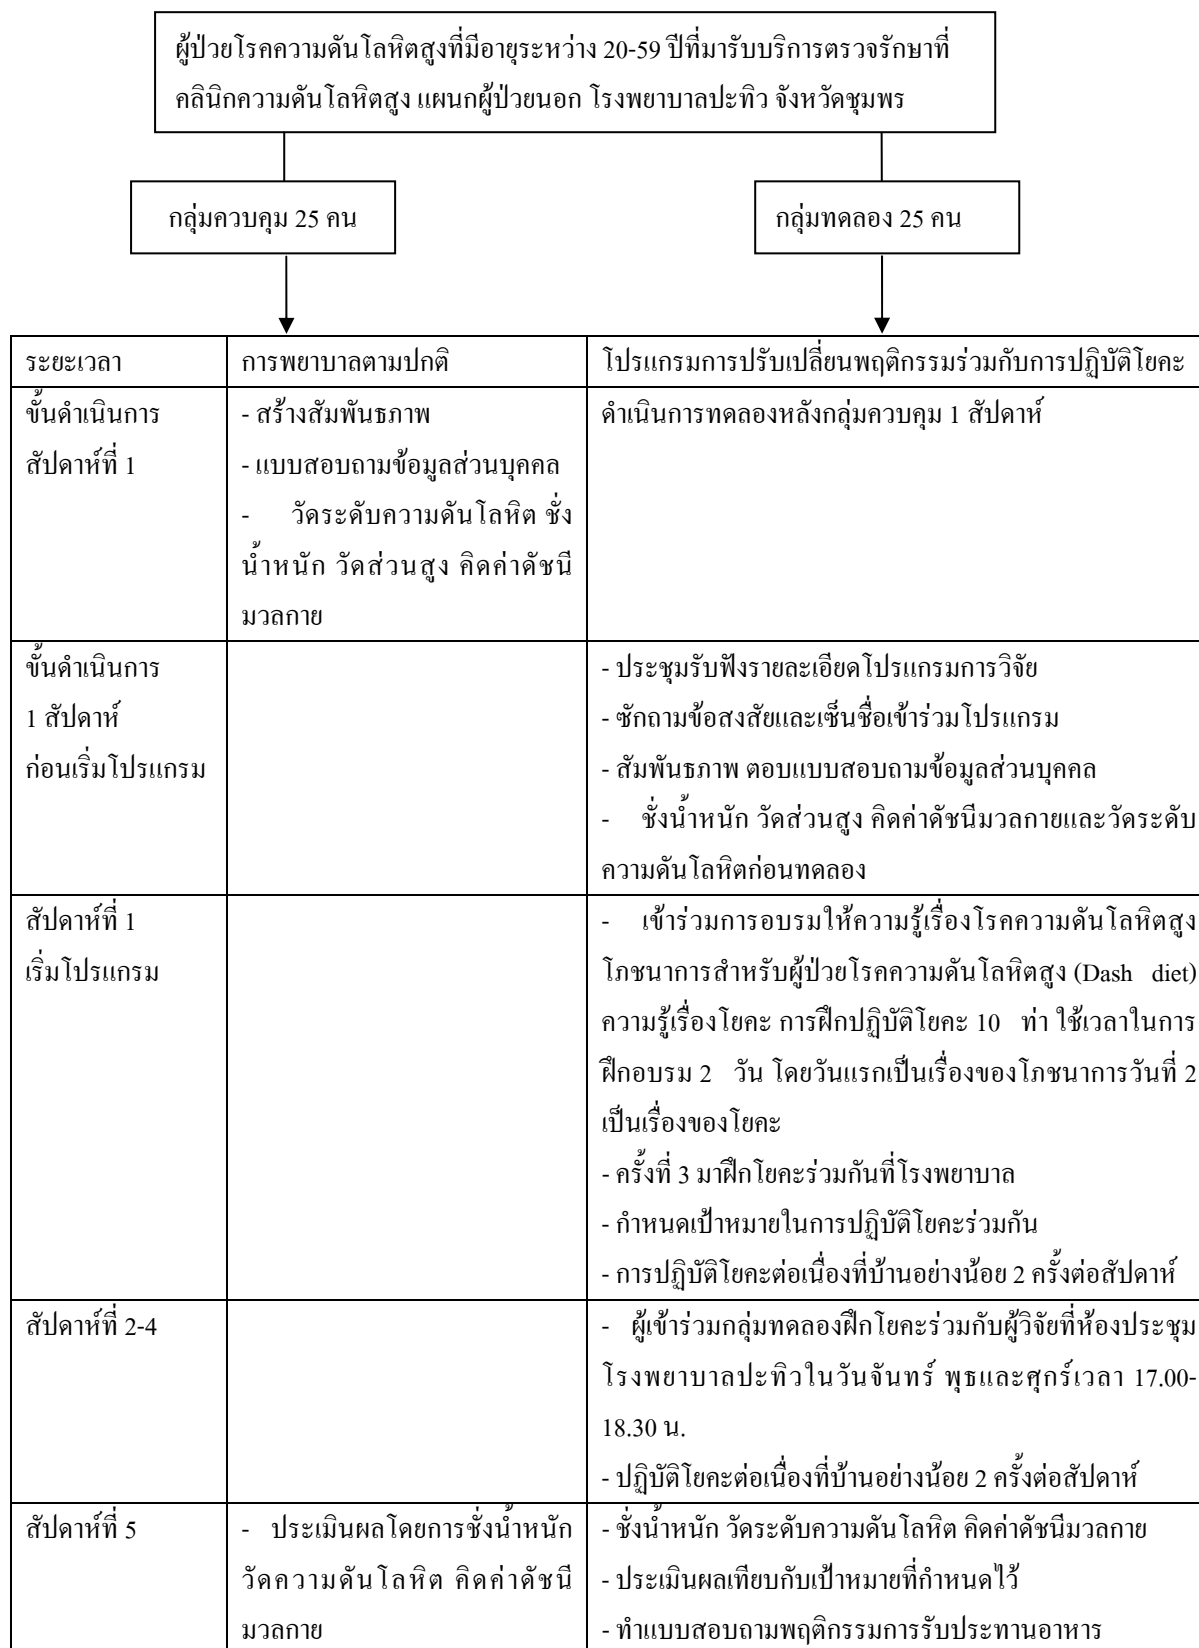 ผู้ป่วยโรคความดันโลหิตสูงที่มีอายุระหว่าง 20-59 ปีที่มารับบริการตรวจรักษาที่
คลินิกความดันโลหิตสูง แผนกผู้ป่วยนอก โรงพยาบาลปะทิว จังหวัดชุมพร
กลุ่มควบคุม 25 คน
กลุ่มทดลอง 25 คน
ระยะเวลา
การพยาบาลตามปกติ
โปรแกรมการปรับเปลี่ยนพฤติกรรมร่วมกับการปฏิบัติโยคะ
ขั้นดำเนินการ
สัปดาห์ที่ 1
- สร้างสัมพันธภาพ
- แบบสอบถามข้อมูลส่วนบุคคล
- วัดระดับความดันโลหิต ชั่ง
น้ำหนัก วัดส่วนสูง คิดค่าดัชนี
มวลกาย
ดำเนินการทดลองหลังกลุ่มควบคุม 1 สัปดาห์
ขั้นดำเนินการ
1 สัปดาห์
ก่อนเริ่มโปรแกรม
- ประชุมรับฟังรายละเอียดโปรแกรมการวิจัย
- ซักถามข้อสงสัยและเซ็นชื่อเข้าร่วมโปรแกรม
- สัมพันธภาพ ตอบแบบสอบถามข้อมูลส่วนบุคคล
- ชั่งน้ำหนัก วัดส่วนสูง คิดค่าดัชนีมวลกายและวัดระดับ
ความดันโลหิตก่อนทดลอง
สัปดาห์ที่ 1
เริ่มโปรแกรม
- เข้าร่วมการอบรมให้ความรู้เรื่องโรคความดันโลหิตสูง
โภชนาการสำหรับผู้ป่วยโรคความดันโลหิตสูง (Dash diet)
ความรู้เรื่องโยคะ การฝึกปฏิบัติโยคะ 10 ท่า ใช้เวลาในการ
ฝึกอบรม 2 วัน โดยวันแรกเป็นเรื่องของโภชนาการวันที่ 2
เป็นเรื่องของโยคะ
- ครั้งที่ 3 มาฝึกโยคะร่วมกันที่โรงพยาบาล
- กำหนดเป้าหมายในการปฏิบัติโยคะร่วมกัน
- การปฏิบัติโยคะต่อเนื่องที่บ้านอย่างน้อย 2 ครั้งต่อสัปดาห์
สัปดาห์ที่ 2-4
- ผู้เข้าร่วมกลุ่มทดลองฝึกโยคะร่วมกับผู้วิจัยที่ห้องประชุม
โรงพยาบาลปะทิวในวันจันทร์ พุธและศุกร์เวลา 17.00-
18.30 น.
- ปฏิบัติโยคะต่อเนื่องที่บ้านอย่างน้อย 2 ครั้งต่อสัปดาห์
สัปดาห์ที่ 5
- ประเมินผลโดยการชั่งน้ำหนัก
วัดความดันโลหิต คิดค่าดัชนี
มวลกาย
- ชั่งน้ำหนัก วัดระดับความดันโลหิต คิดค่าดัชนีมวลกาย
- ประเมินผลเทียบกับเป้าหมายที่กำหนดไว้
- ทำแบบสอบถามพฤติกรรมการรับประทานอาหาร